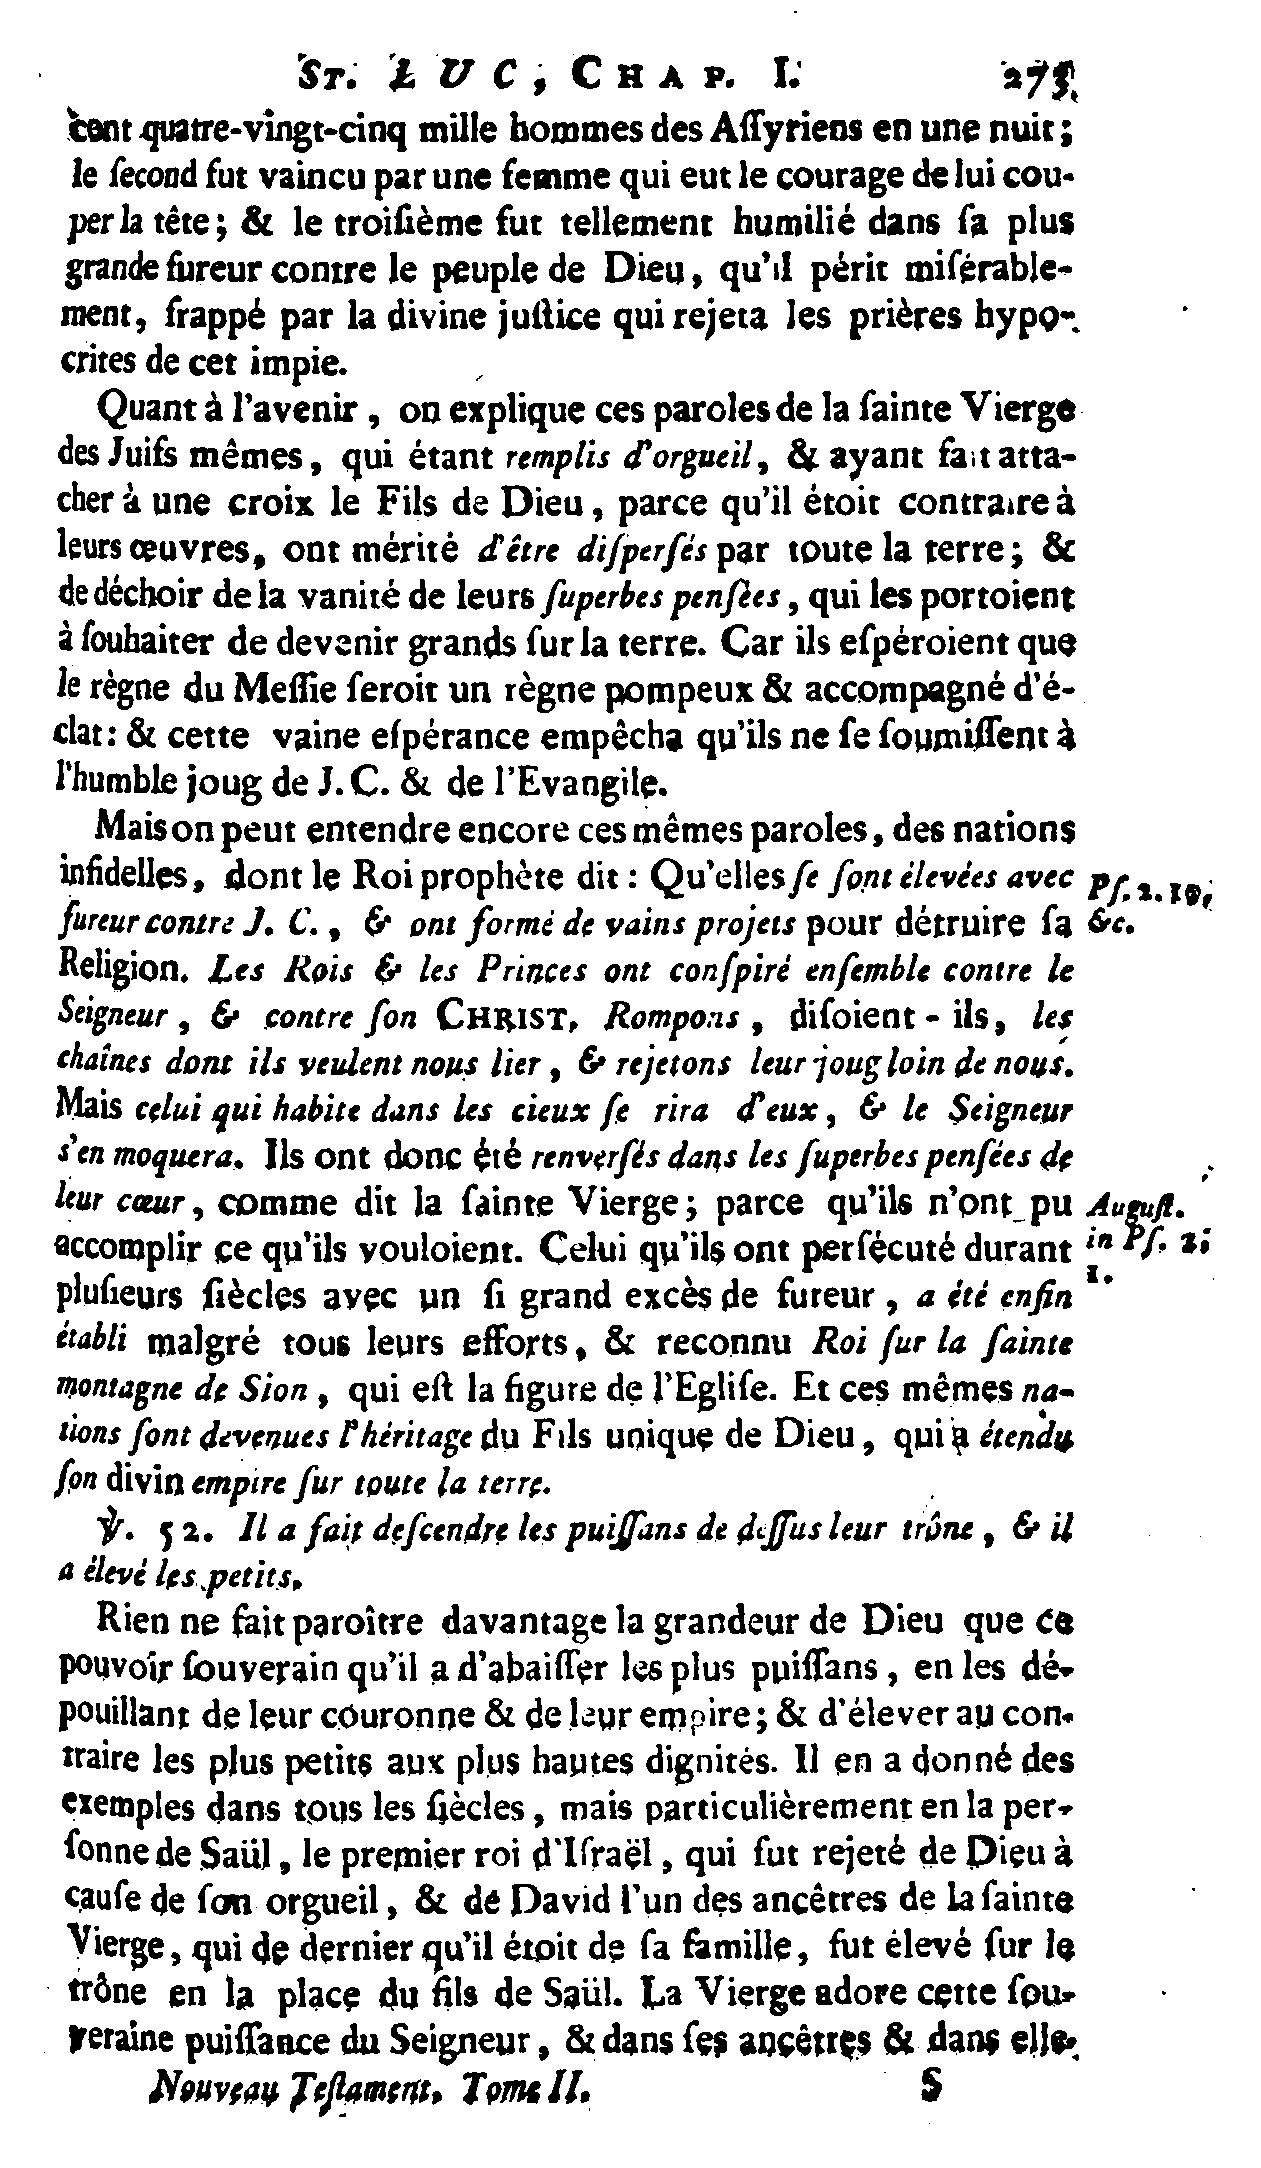 ST. LUC, CHAP. I. 275.
cent quatre-vingt-cinq mille hommes des Aſſyriens en une nuit;
le ſecond fut vaincu par une femme qui eut le courage de lui cou-
per la tête; & le troiſième fut tellement humilié dans ſa plus
grande fureur contre le peuple de Dieu, qu'il périt miſérable-
ment, frappé par la divine juſtice qui rejeta les prières hypo-
crites de cet impie.
Quant à l'avenir, on explique ces paroles de la ſainte Vierge
des Juifs mêmes, qui étant remplis d'orgueil, & ayant fait atta-
cher à une croix le Fils de Dieu, parce qu'il étoit contraire à
leurs œuvres, ont mérité d'être diſperſés par toute la terre; &
de déchoir de la vanité de leurs ſuperbes penſées, qui les portoient
à ſouhaiter de devenir grands ſur la terre. Car ils eſpéroient que
le règne du Meſſie ſeroit un règne pompeux & accompagné d'é-
clat: & cette vaine eſpérance empêcha qu'ils ne ſe ſoumiſſent à
l'humble joug de J. C. & de l'Evangile.
Mais on peut entendre encore ces mêmes paroles, des nations
infidelles, dont le Roi prophète dit: Qu'elles ſe ſont élevées avec
Pſ. 2. 10,
fureur contre J. C., & ont formé de vains projets pour détruire ſa
&c.
Religion. Les Rois & les Princes ont conſpiré enſemble contre le
Seigneur, & contre ſon CHRIST, Rompons, diſoient-ils, les
chaînes dont ils veulent nous lier, & rejetons leur joug loin de nous.
Mais celui qui habite dans les cieux ſe rira d'eux, & le Seigneur
s'en moquera. Ils ont donc été renverſés dans les ſuperbes penſées de
leur cœur, comme dit la ſainte Vierge; parce qu'ils n'ont pu
Auguſt.
accomplir ce qu'ils vouloient. Celui qu'ils ont perſécuté durant
in Pſ. 2.
pluſieurs ſiècles avec un ſi grand excès de fureur, a été enfin
1.
établi malgré tous leurs efforts, & reconnu Roi ſur la ſainte
montagne de Sion, qui eſt la figure de l'Egliſe. Et ces mêmes na-
tions ſont devenues l'héritage du Fils unique de Dieu, qui a étendu
ſon divin empire ſur toute la terre.
℣. 52. Il a fait deſcendre les puiſſans de deſſus leur trône, & il
a élevé les petits.
Rien ne fait paroître davantage la grandeur de Dieu que ce
pouvoir ſouverain qu'il a d'abaiſſer les plus puiſſans, en les dé-
pouillant de leur couronne & de leur empire; & d'élever au con-
traire les plus petits aux plus hautes dignités. Il en a donné des
exemples dans tous les ſiècles, mais particulièrement en la per-
ſonne de Saül, le premier roi d'Iſraël, qui fut rejeté de Dieu à
cauſe de ſon orgueil, & de David l'un des ancêtres de la ſainte
Vierge, qui de dernier qu'il étoit de ſa famille, fut élevé ſur le
trône en la place du fils de Saül. La Vierge adore cette ſou-
veraine puiſſance du Seigneur, & dans ſes ancêtres & dans elle-
Nouveau Teſtament. Tome II. S